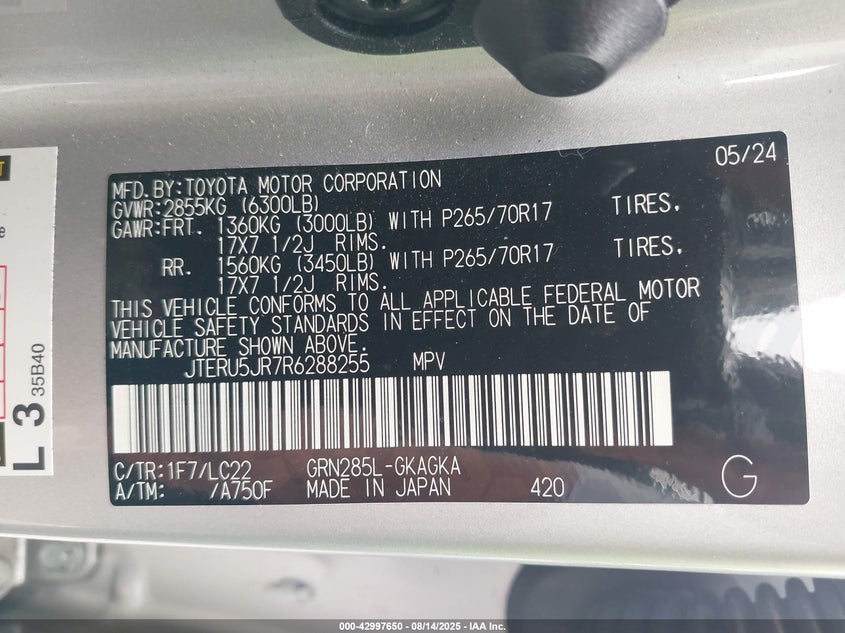 05/24
MFD.BY:TOYOTA MOTOR CORPORATION
GVWR:2855KG (6300LB)
GAWR:FRT. 1360KG (3000LB) WITH P265/70R17 TIRES,
17X7 1/2J RIMS.
RR. 1560KG (3450LB) WITH P265/70R17 TIRES,
17X7 1/2J RIMS.
THIS VEHICLE CONFORMS TO ALL APPLICABLE FEDERAL MOTOR
VEHICLE SAFETY STANDARDS IN EFFECT ON THE DATE OF
MANUFACTURE SHOWN ABOVE.
JTERU5JR7R6288255 MPV
C/TR:1F7/LC22 GRN285L-GKAGKA
A/TM: /A750F MADE IN JAPAN 420 G
L 3 35B40
000-42997650 - 08/14/2025 - IAA Inc.